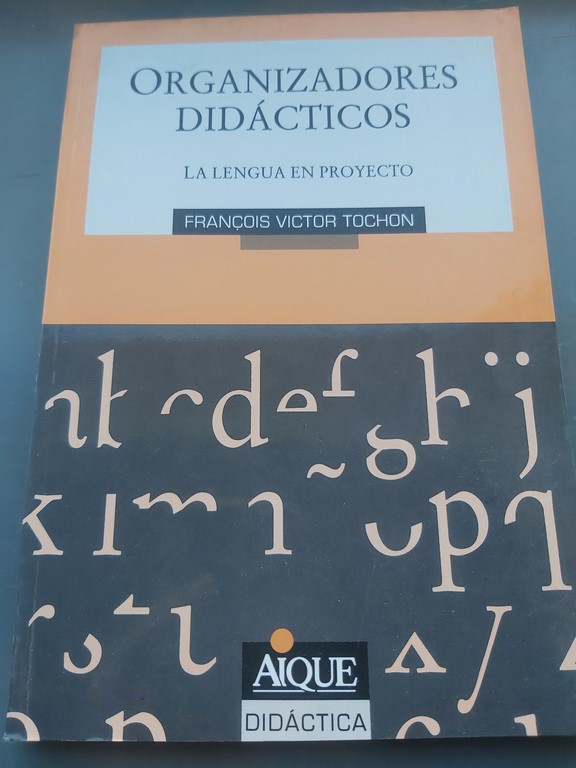 ORGANIZADORES
DIDÁCTICOS
LA LENGUA EN PROYECTO
FRANÇOIS VICTOR TOCHON
AIQUE
DIDÁCTICA